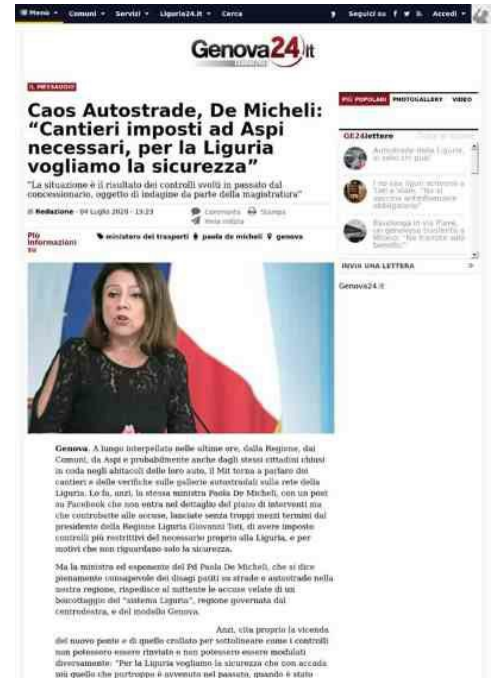 Menù Comuni Servizi Liguria24.it Cerca Seguici su Accedi
Genova24.it
IL MESSAGGIO
Caos Autostrade, De Micheli:
“Cantieri imposti ad Aspi
necessari, per la Liguria
vogliamo la sicurezza”
"La situazione è il risultato dei controlli svolti in passato dal
concessionario, oggetto di indagine da parte della magistratura"
di Redazione - 04 Luglio 2020 - 13:23
Commenta Stampa
Invia notizia
Più
informazioni
su
ministero dei trasporti paola de micheli genova
PIÙ POPOLARI PHOTOGALLERY VIDEO
GE24lettere
Autostrade della Liguria,
INVIA UNA LETTERA
Genova24.it
Genova. A lungo interpellato nelle ultime ore, dalla Regione, dai
Comuni, da Aspi e probabilmente anche dagli stessi cittadini chiusi
in coda negli abitacoli delle loro auto, il Mit torna a parlare dei
cantieri e delle verifiche sulle gallerie autostradali sulla rete della
Liguria. Lo fa, anzi, la stessa ministra Paola De Micheli, con un post
su Facebook che non entra nel dettaglio del piano di interventi ma
che controbatte alle accuse, lanciate senza troppi mezzi termini dal
presidente della Regione Liguria Giovanni Toti, di avere imposto
controlli più restrittivi del necessario proprio alla Liguria, e per
motivi che non riguardano solo la sicurezza.
Ma la ministra ed esponente del Pd Paola De Micheli, che si dice
pienamente consapevole dei disagi patiti su strade e autostrade nella
nostra regione, rispedisce al mittente le accuse velate di un
boicottaggio del "sistema Liguria", regione governata dal
centrodestra, e del modello Genova.
Anzi, cita proprio la vicenda
del nuovo ponte e di quello crollato per sottolineare come i controlli
non potessero essere rinviate e non potessero essere modulati
diversamente: "Per la Liguria vogliamo la sicurezza che non accada
più quello che purtroppo è avvenuto nel passato, quando è stato